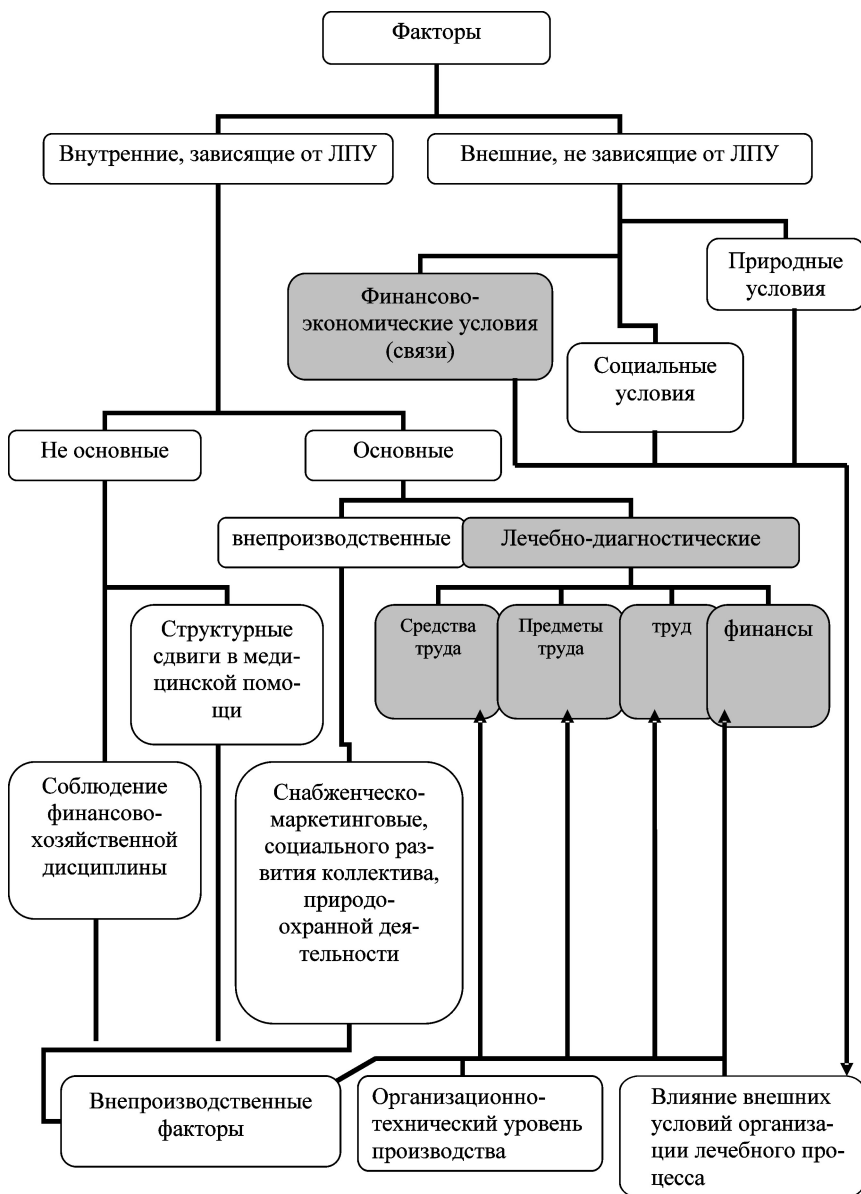 Факторы
Внутренние, зависящие от ЛПУ
Внешние, не зависящие от ЛПУ
Природные
условия
Финансово-
экономические условия
(связи)
Социальные
условия
Не основные
Основные
внепроизводственные
Лечебно-диагностические
Структурные
сдвиги в меди-
цинской помо-
щи
Средства
труда
Предметы
труда
труд
финансы
Соблюдение
финансово-
хозяйственной
дисциплины
Снабженческо-
маркетинговые,
социального раз
вития коллектива,
природо-
охранной дея-
тельности
Внепроизводственные
факторы
Организационно-
технический уровень
производства
Влияние внешних
условий организа-
ции лечебного про-
цесса